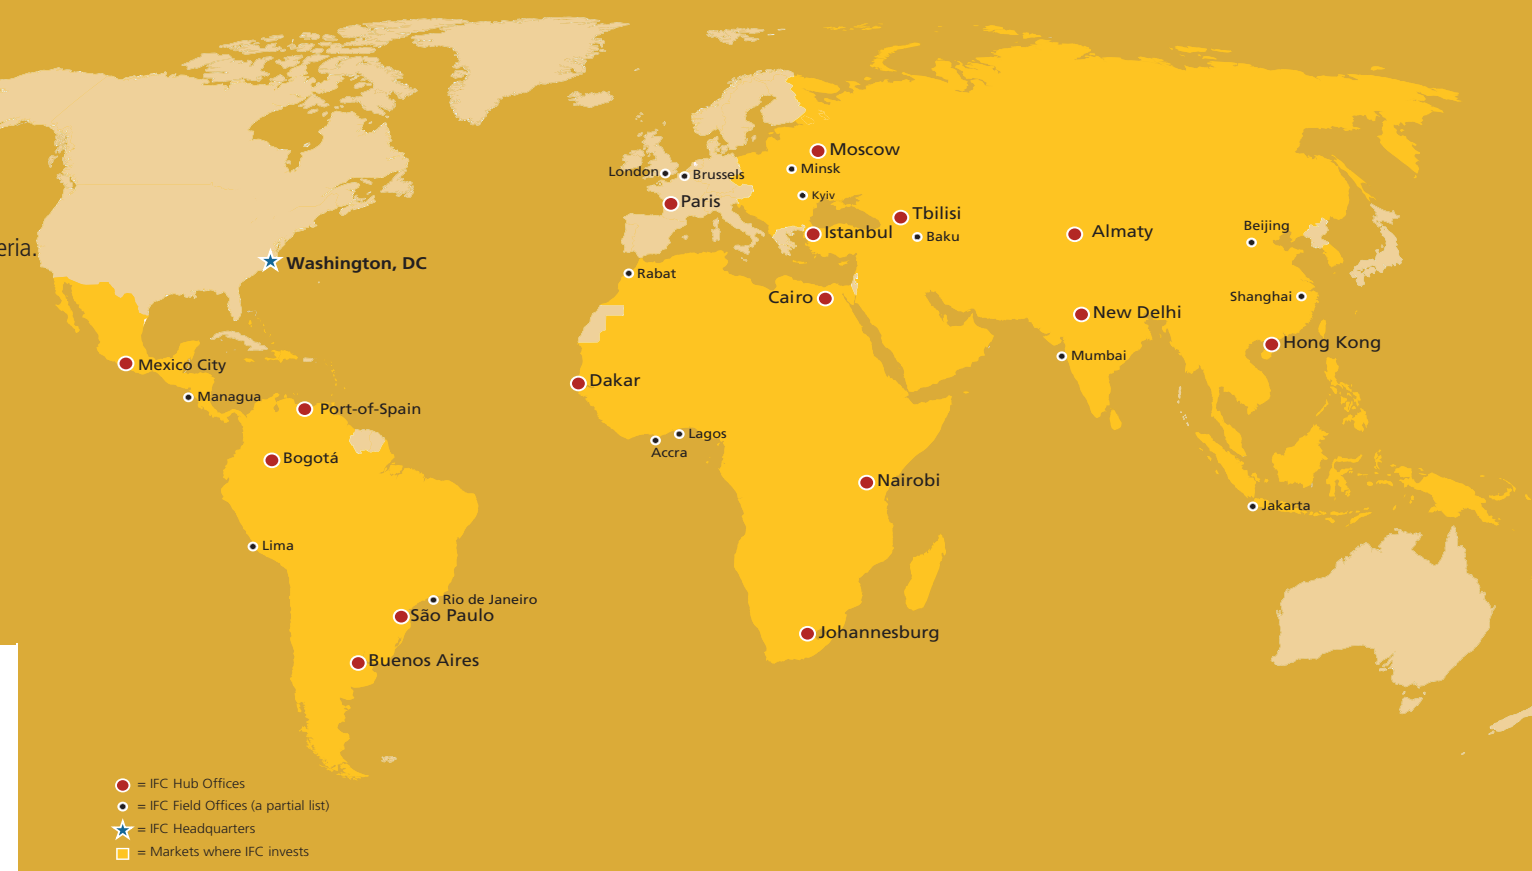 Moscow
Minsk
London
Brussels
Kyiv
Paris
Tbilisi
Istanbul
Baku
Almaty
Beijing
eria.
Washington, DC
Rabat
Cairo
Shanghai
New Delhi
Hong Kong
Mumbai
Mexico City
Dakar
Managua
Port-of-Spain
Lagos
Accra
Bogotá
Nairobi
Jakarta
Lima
Rio de Janeiro
São Paulo
Johannesburg
Buenos Aires
= IFC Hub Offices
= IFC Field Offices (a partial list)
= IFC Headquarters
= Markets where IFC invests